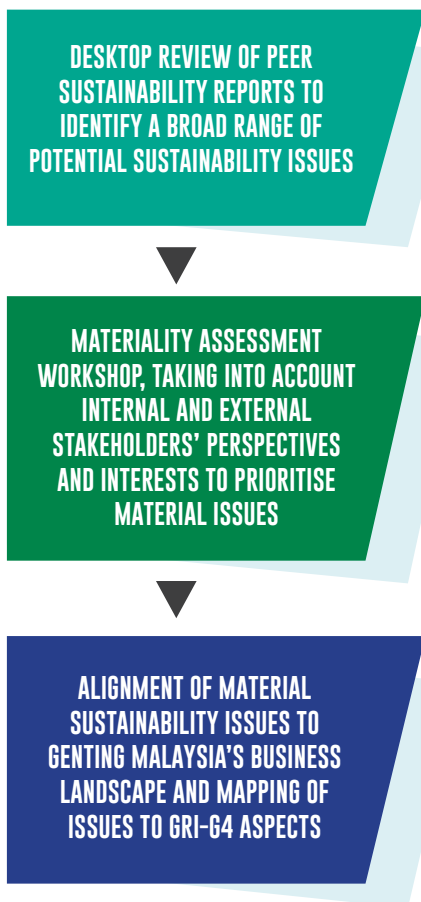 DESKTOP REVIEW OF PEER
SUSTAINABILITY REPORTS TO
IDENTIFY A BROAD RANGE OF
POTENTIAL SUSTAINABILITY ISSUES
MATERIALITY ASSESSMENT
WORKSHOP, TAKING INTO ACCOUNT
INTERNAL AND EXTERNAL
STAKEHOLDERS’ PERSPECTIVES
AND INTERESTS TO PRIORITISE
MATERIAL ISSUES
ALIGNMENT OF MATERIAL
SUSTAINABILITY ISSUES TO
GENTING MALAYSIA’S BUSINESS
LANDSCAPE AND MAPPING OF
ISSUES TO GRI-G4 ASPECTS